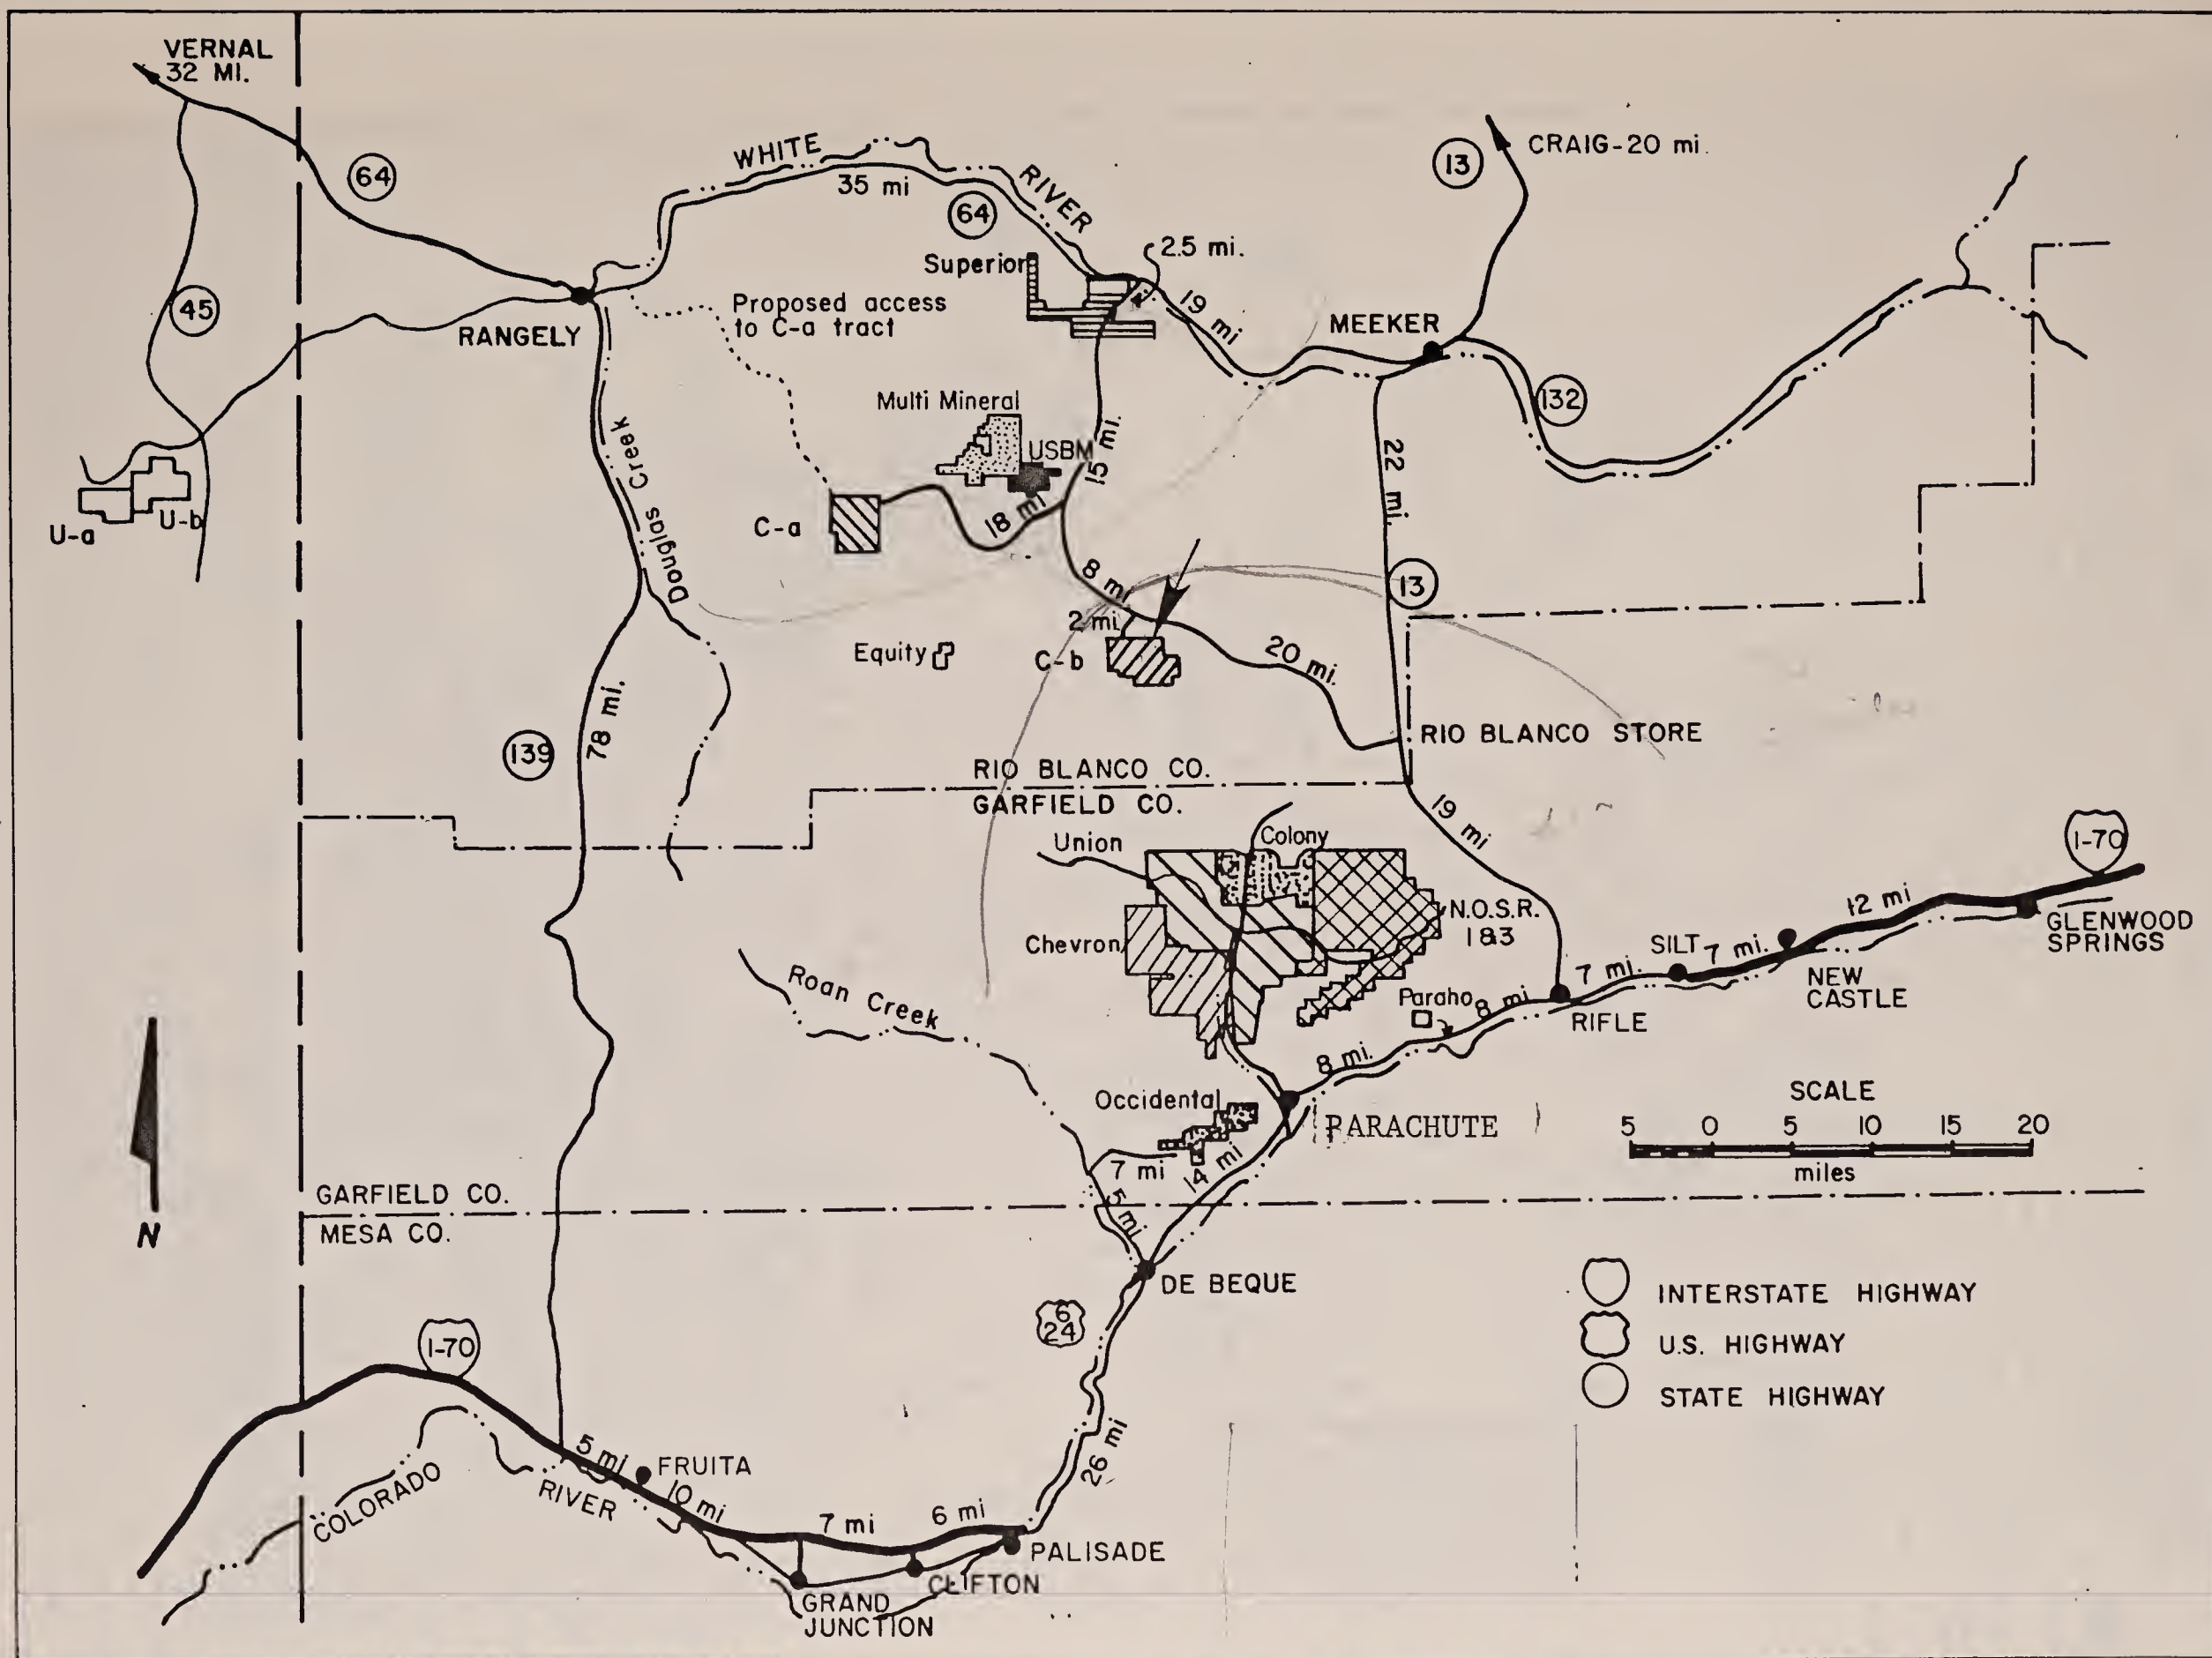 VERNAL
32 MI.
64
WHITE
RIVER
35 mi
64
13
CRAIG-20 mi.
45
RANGELY
Superior
2.5 mi.
19 mi
MEEKER
132
Proposed access
to C-a tract
Multi Mineral
USBM
15 mi.
22 mi.
Douglas Creek
U-a
U-b
C-a
18 mi
8 mi
2 mi
13
Equity
C-b
20 mi.
78 mi.
139
RIO BLANCO STORE
RIO BLANCO CO.
GARFIELD CO.
19 mi
Union
Colony
I-70
12 mi
N.O.S.R.
1&3
Chevron
GLENWOOD
SPRINGS
SILT
7 mi.
7 mi.
NEW
CASTLE
Roan Creek
Paraho
8 mi
RIFLE
8 mi.
Occidental
PARACHUTE
SCALE
5 0 5 10 15 20
miles
7 mi
14 mi
5 mi.
GARFIELD CO.
MESA CO.
N
DE BEQUE
6
24
INTERSTATE HIGHWAY
U.S. HIGHWAY
STATE HIGHWAY
I-70
26 mi
5 mi
FRUITA
10 mi
COLORADO
RIVER
7 mi
6 mi
PALISADE
CLIFTON
GRAND
JUNCTION